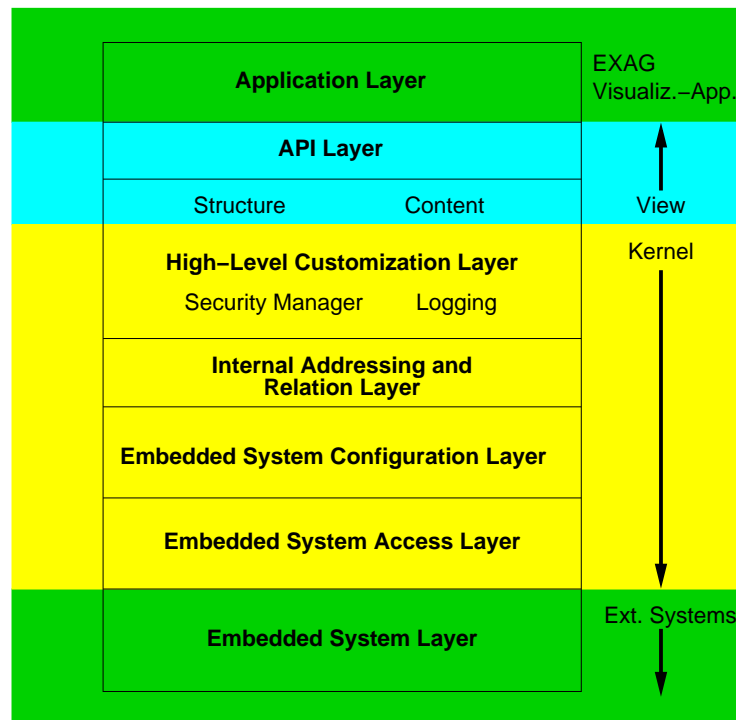 Application Layer
EXAG
Visualiz.–App.
API Layer
Structure Content View
High–Level Customization Layer
Kernel
Security Manager Logging
Internal Addressing and
Relation Layer
Embedded System Configuration Layer
Embedded System Access Layer
Embedded System Layer
Ext. Systems